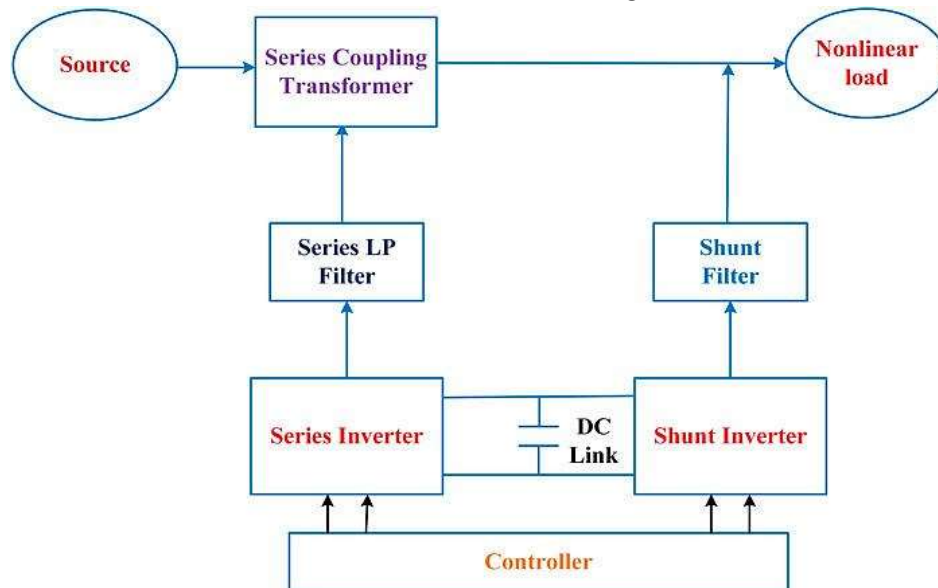 Source
Series Coupling
Transformer
Nonlinear
load
Series LP
Filter
Shunt
Filter
Series Inverter
DC
Link
Shunt Inverter
Controller